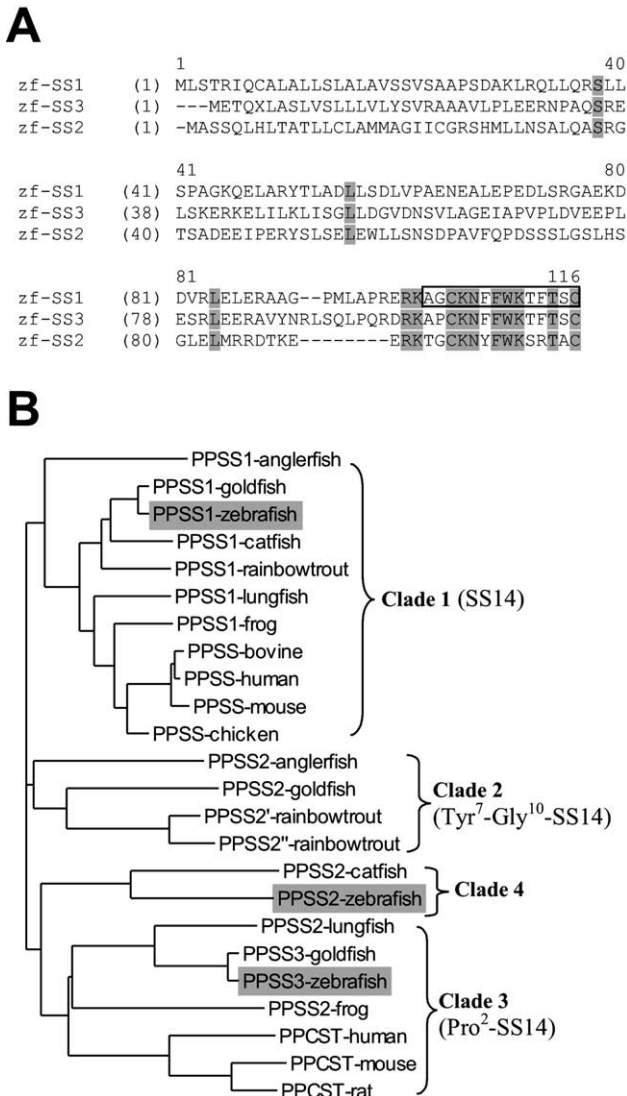 A
1 40
zf-SS1 (1) MLSTRIQCALALLSLALAVSSVSAAPSDAKLRQLLQRSLL
zf-SS3 (1) ---METQXLASLVSLLLVLYSVRAAAVLPLEERNPAQSRE
zf-SS2 (1) -MASSQLHLTATLLCLAMMAGIICGRSHMLLNSALQASRG
41 80
zf-SS1 (41) SPAGKQELARYTLADLLSDLVPAENEALEPEDLSRGAEKD
zf-SS3 (38) LSKERKELILKLISGLLDGVDNSVLAGEIAPVPLDVEEPL
zf-SS2 (40) TSADEEIPERYSLSELEWLLSNSDPAVFQPDSSSLGSLHS
81 116
zf-SS1 (81) DVRLELERAAG--PMLAPRERKAGCKNFFWKTFTSC
zf-SS3 (78) ESRLEERAVYNRLSQLPQRDRKAPCKNFFWKTFTSC
zf-SS2 (80) GLELMRRDTKE--------ERKTGCKNYFWKSRTAC
B
PPSS1-anglerfish
PPSS1-goldfish
PPSS1-zebrafish
PPSS1-catfish
PPSS1-rainbowtrout
PPSS1-lungfish
PPSS1-frog
PPSS-bovine
PPSS-human
PPSS-mouse
PPSS-chicken
Clade 1 (SS14)
PPSS2-anglerfish
PPSS2-goldfish
PPSS2'-rainbowtrout
PPSS2"-rainbowtrout
Clade 2
(Tyr7-Gly10-SS14)
PPSS2-catfish
PPSS2-zebrafish
Clade 4
PPSS2-lungfish
PPSS3-goldfish
PPSS3-zebrafish
PPSS2-frog
PPCST-human
PPCST-mouse
PPCST-rat
Clade 3
(Pro2-SS14)